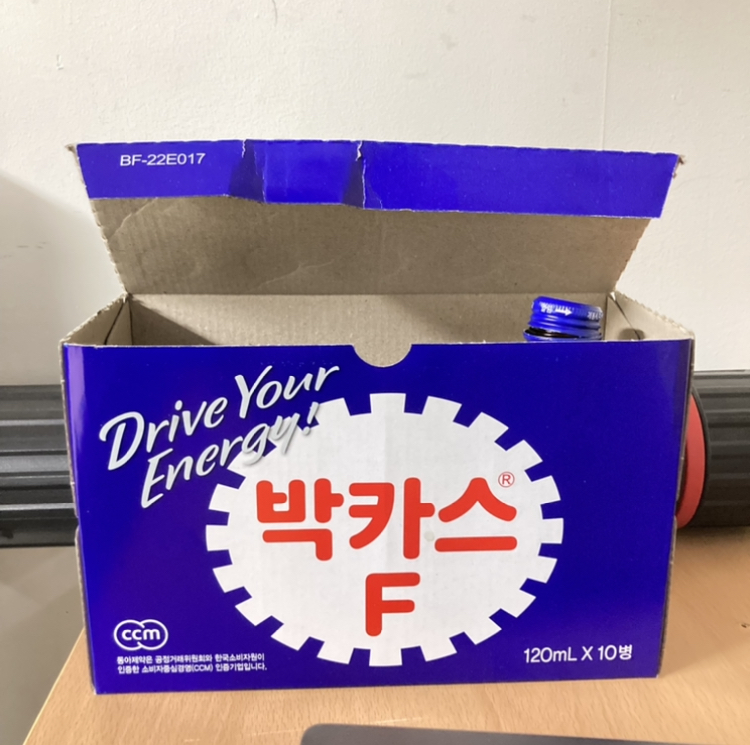 BF-22E017
Drive Your
Energy!
박카스®
F
ccm
동아제약은 공정거래위원회와 한국소비자원이
인증한 소비자중심경영(CCM) 인증기업입니다.
120mL X 10병